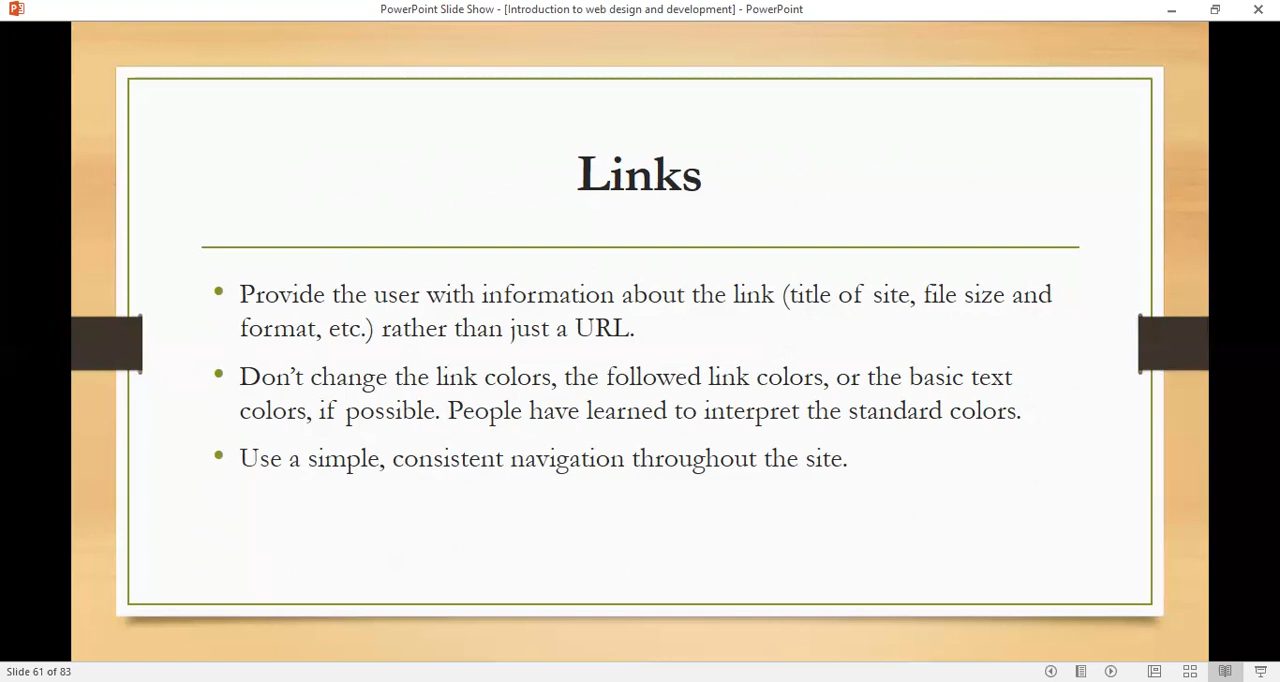 PowerPoint Slide Show - [Introduction to web design and development] - PowerPoint
Links
• Provide the user with information about the link (title of site, file size and
format, etc.) rather than just a URL.
• Don’t change the link colors, the followed link colors, or the basic text
colors, if possible. People have learned to interpret the standard colors.
• Use a simple, consistent navigation throughout the site.
Slide 61 of 83